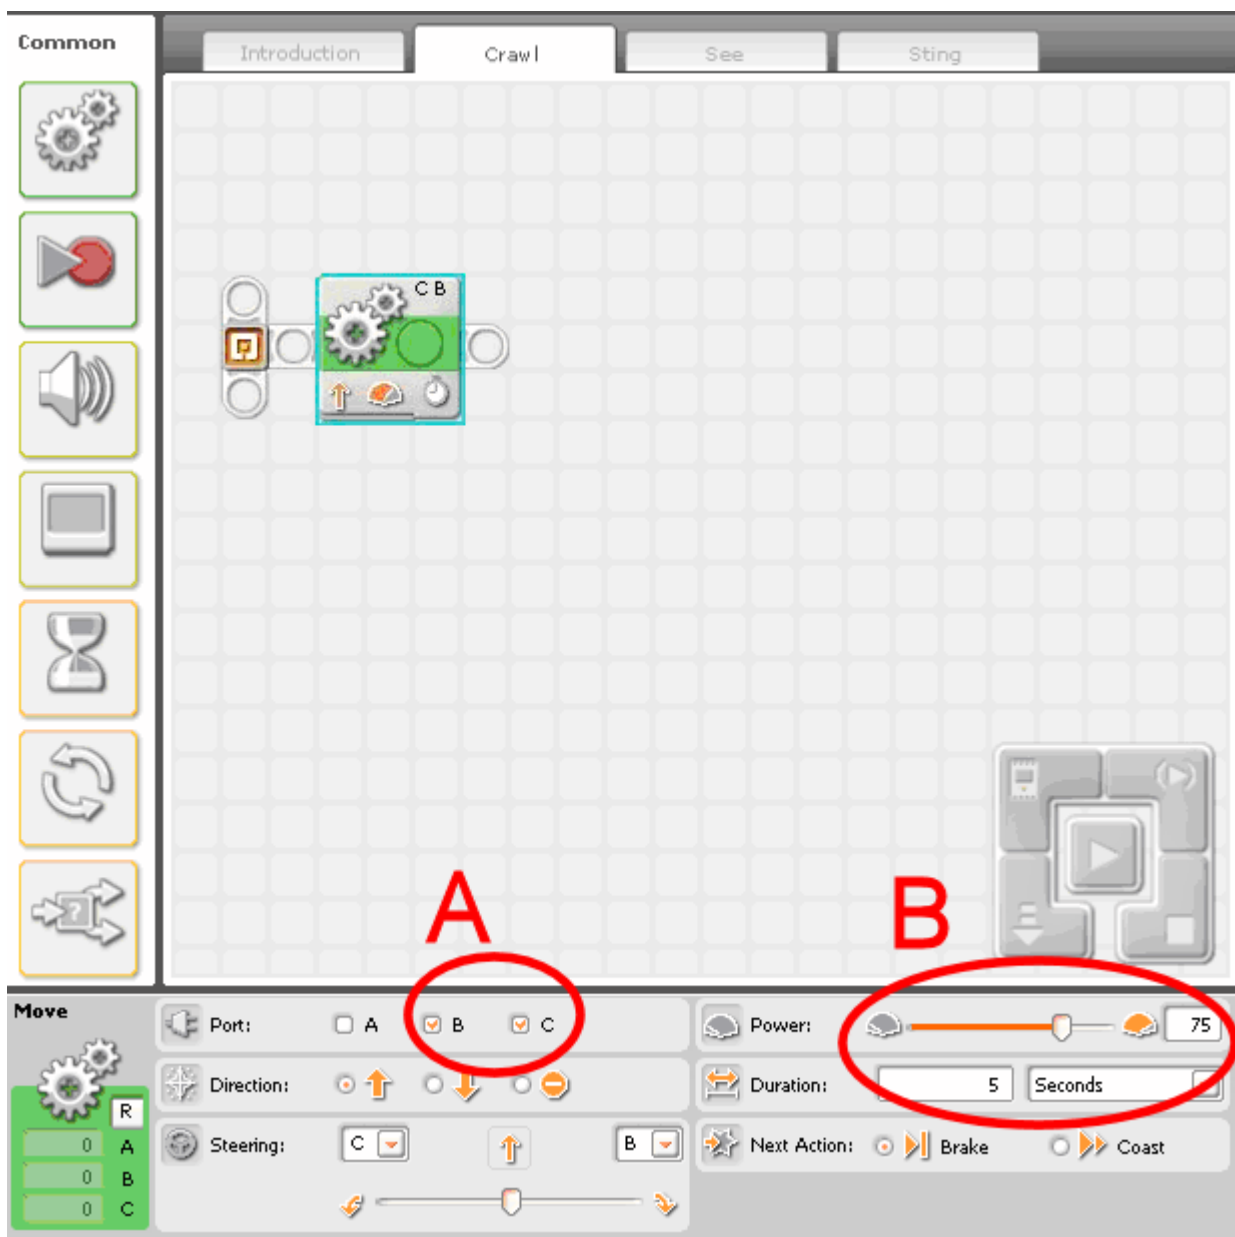 Common
Introduction
Crawl
See
Sting
C B
?
A
B
Move
R
0 A
0 B
0 C
Port: A B C
Direction:
Steering: C B
Power: 75
Duration: 5 Seconds
Next Action: Brake Coast